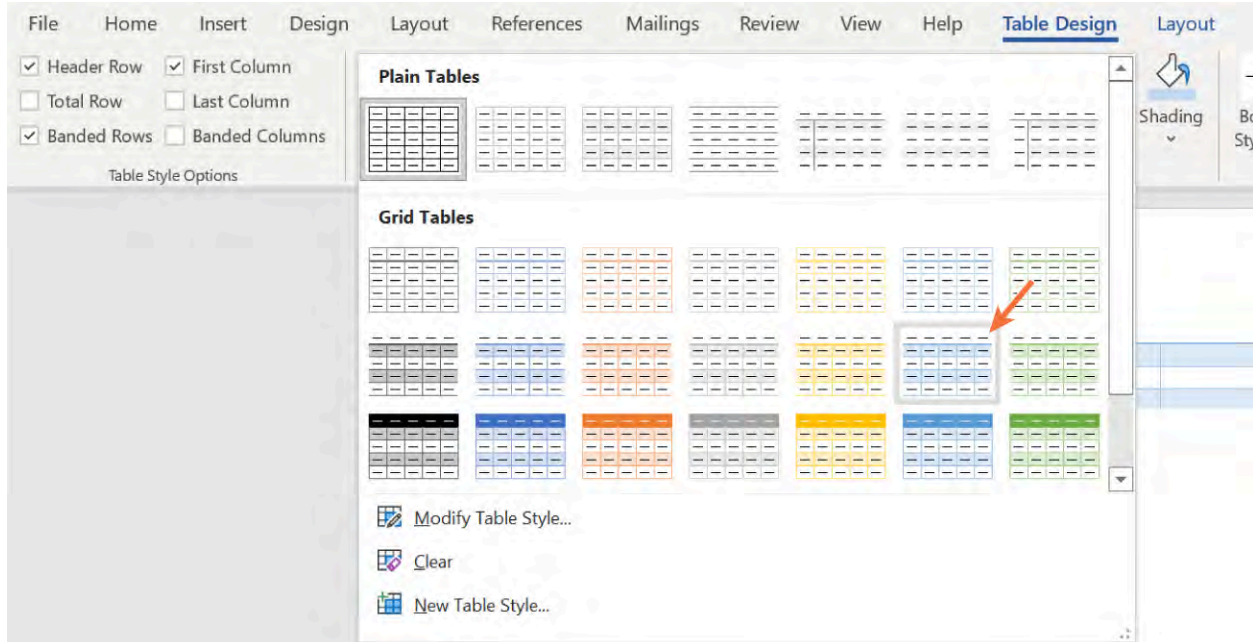 File Home Insert Design Layout References Mailings Review View Help Table Design Layout
Header Row First Column
Total Row Last Column
Banded Rows Banded Columns
Table Style Options
Plain Tables
Grid Tables
Modify Table Style...
Clear
New Table Style...
Shading